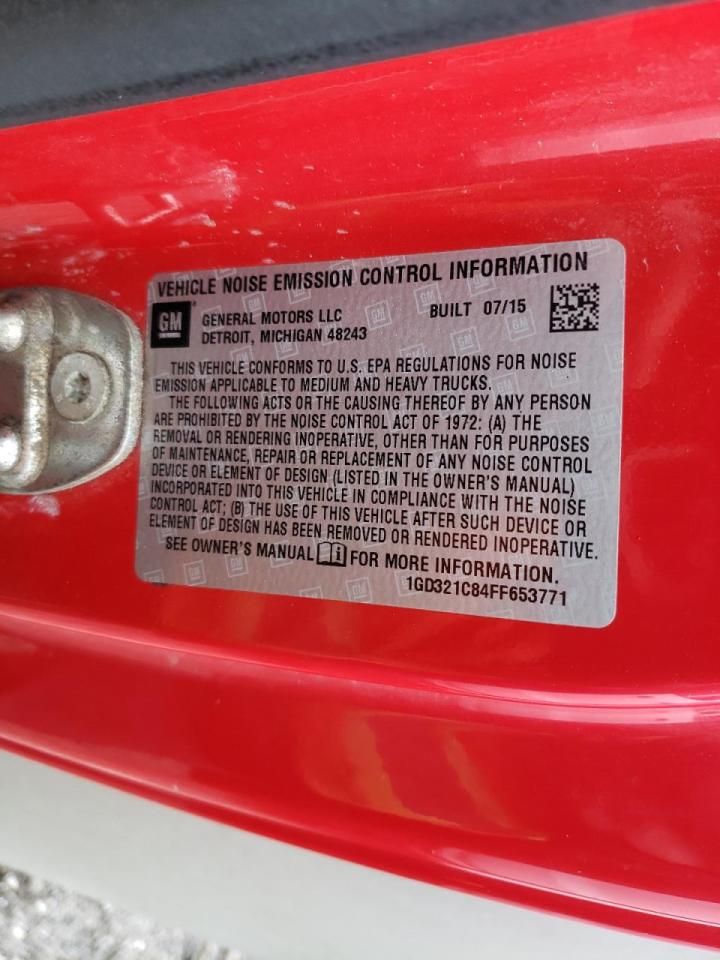 VEHICLE NOISE EMISSION CONTROL INFORMATION
GM ® GENERAL MOTORS LLC BUILT 07/15
DETROIT, MICHIGAN 48243
THIS VEHICLE CONFORMS TO U.S. EPA REGULATIONS FOR NOISE
EMISSION APPLICABLE TO MEDIUM AND HEAVY TRUCKS.
THE FOLLOWING ACTS OR THE CAUSING THEREOF BY ANY PERSON
ARE PROHIBITED BY THE NOISE CONTROL ACT OF 1972: (A) THE
REMOVAL OR RENDERING INOPERATIVE, OTHER THAN FOR PURPOSES
OF MAINTENANCE, REPAIR OR REPLACEMENT OF ANY NOISE CONTROL
DEVICE OR ELEMENT OF DESIGN (LISTED IN THE OWNER'S MANUAL)
INCORPORATED INTO THIS VEHICLE IN COMPLIANCE WITH THE NOISE
CONTROL ACT; (B) THE USE OF THIS VEHICLE AFTER SUCH DEVICE OR
ELEMENT OF DESIGN HAS BEEN REMOVED OR RENDERED INOPERATIVE.
SEE OWNER'S MANUAL i FOR MORE INFORMATION.
1GD321C84FF653771